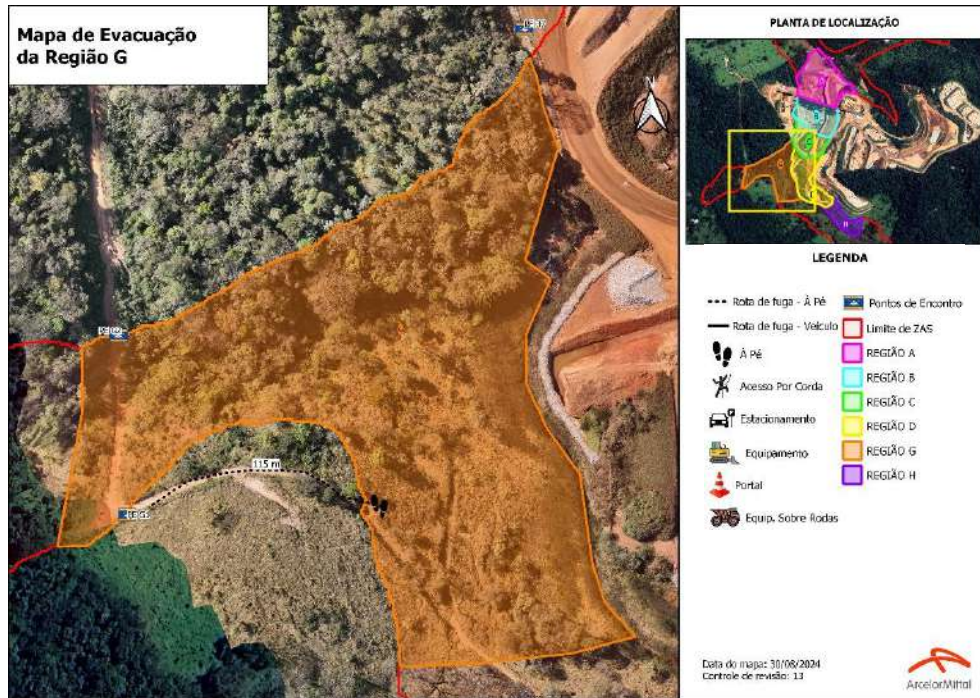 Mapa de Evacuação
da Região G
N
115 m
PLANTA DE LOCALIZAÇÃO
B
G
H
LEGENDA
Rota de fuga - À Pé
Rota de fuga - Veículo
À Pé
Acesso Por Corda
Estacionamento
Equipamento
Portal
Equip. Sobre Rodas
Pontos de Encontro
Limite de ZAS
REGIÃO A
REGIÃO B
REGIÃO C
REGIÃO D
REGIÃO G
REGIÃO H
Data do mapa: 30/08/2024
Controle de revisão: 13
ArcelorMittal